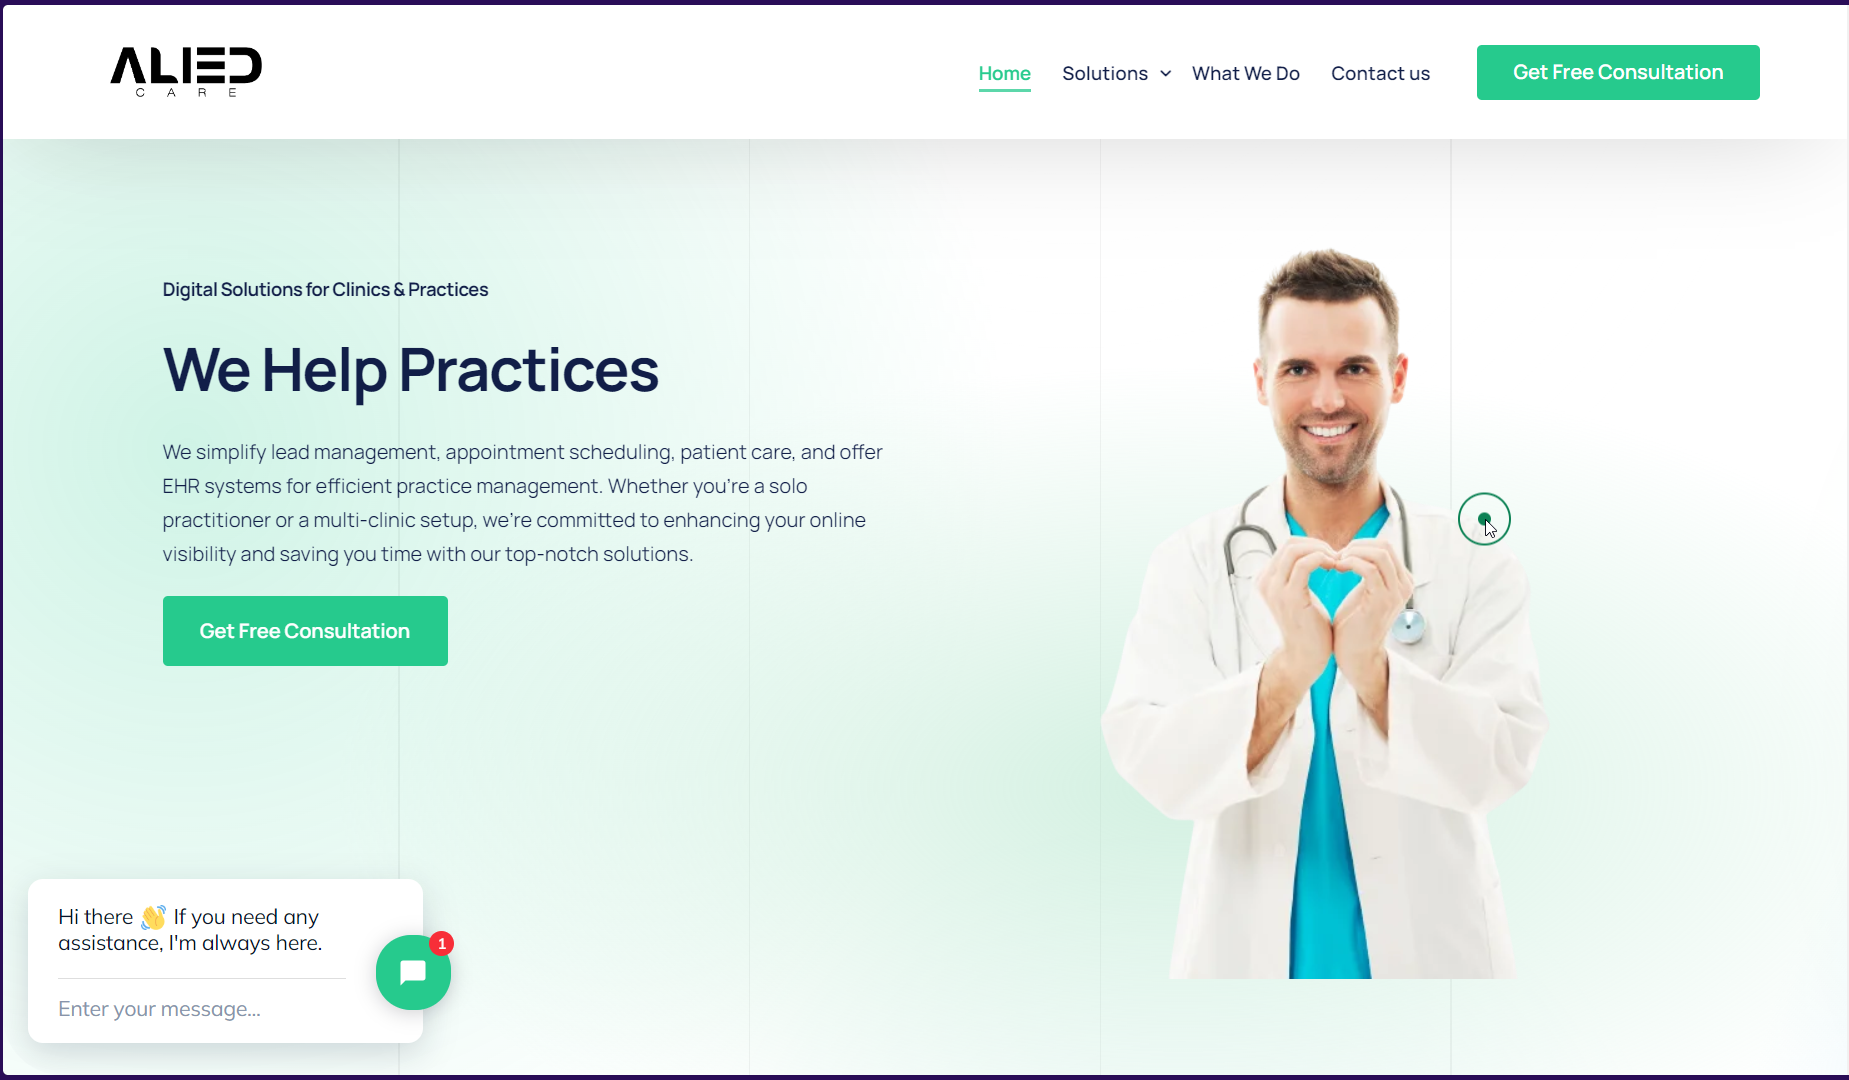 ALIED
CARE
Home Solutions What We Do Contact us Get Free Consultation
Digital Solutions for Clinics & Practices
We Help Practices
We simplify lead management, appointment scheduling, patient care, and offer
EHR systems for efficient practice management. Whether you're a solo
practitioner or a multi-clinic setup, we're committed to enhancing your online
visibility and saving you time with our top-notch solutions.
Get Free Consultation
Hi there 👋 If you need any
assistance, I'm always here.
1
Enter your message...